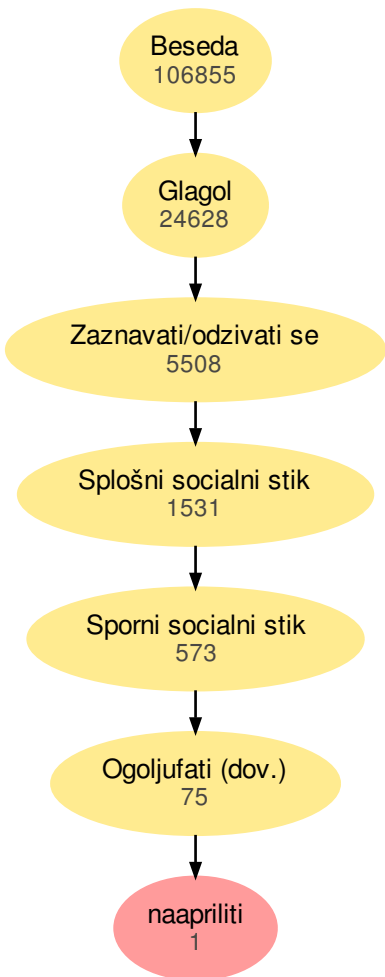 Beseda
106855
Glagol
24628
Zaznavati/odzivati se
5508
Splošni socialni stik
1531
Sporni socialni stik
573
Ogoljufati (dov.)
75
naapriliti
1